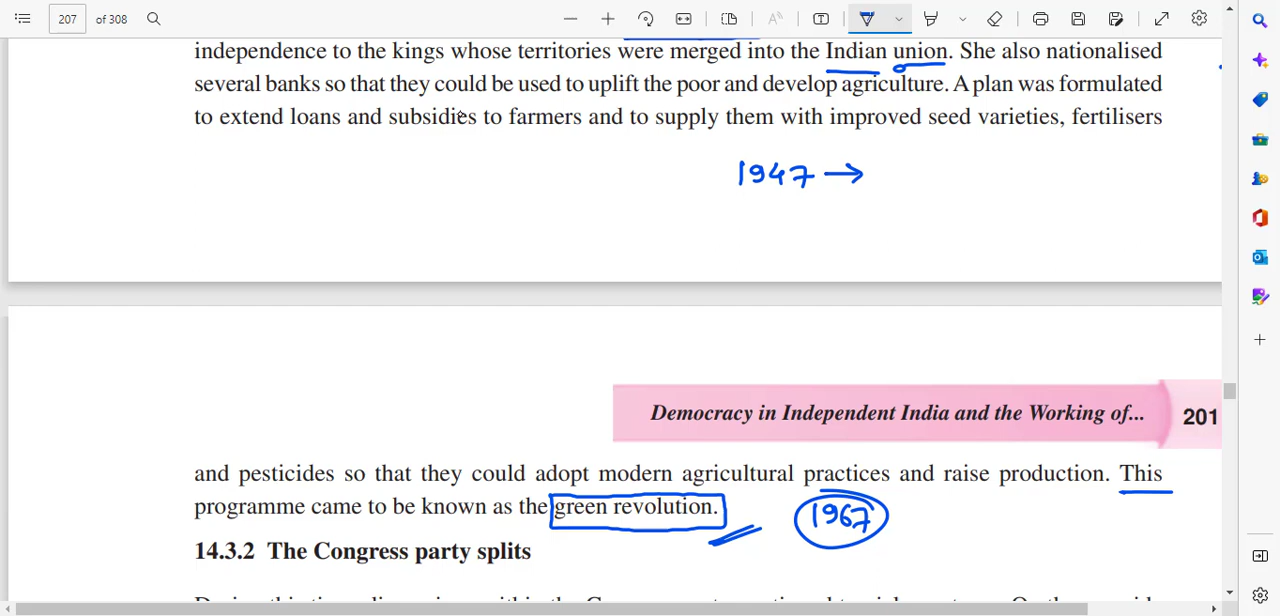 207 of 308
independence to the kings whose territories were merged into the Indian union. She also nationalised
several banks so that they could be used to uplift the poor and develop agriculture. A plan was formulated
to extend loans and subsidies to farmers and to supply them with improved seed varieties, fertilisers
1947 →
Democracy in Independent India and the Working of... 201
and pesticides so that they could adopt modern agricultural practices and raise production. This
programme came to be known as the green revolution. 1967
14.3.2 The Congress party splits